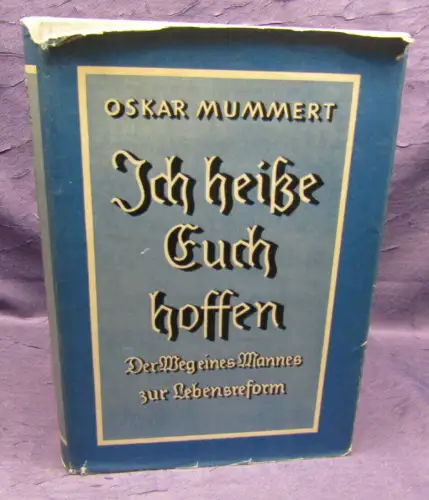 OSKAR MUMMERT
Ich heiße
Euch
hoffen
Der Weg eines Mannes
zur Lebensreform